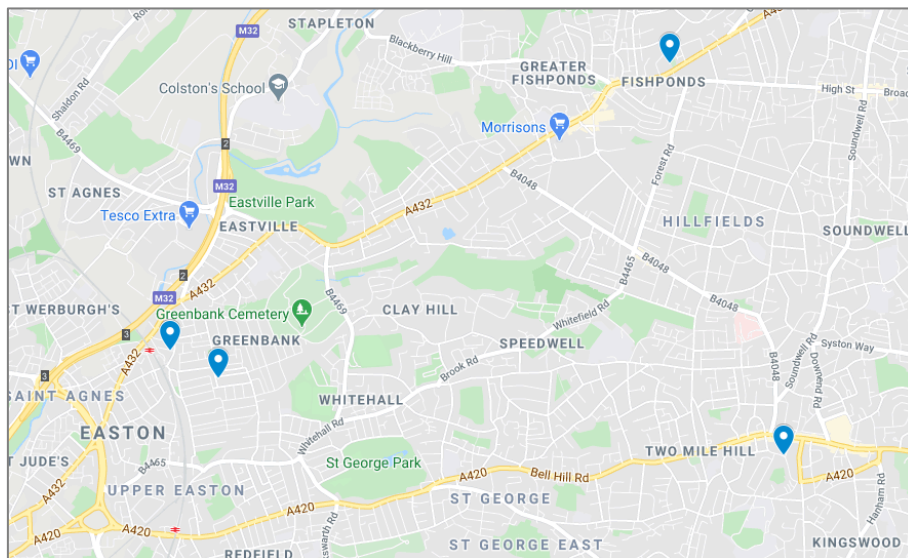 STAPLETON
M32
A432
Blackberry Hill
GREATER
FISHPONDS
FISHPONDS
High St
Broad
DI
Shaldon Rd
Colston's School
Morrisons
Soundwell Rd
B4469
2
Forest Rd
B4048
WN
ST AGNES
M32
Eastville Park
Tesco Extra
EASTVILLE
A432
HILLFIELDS
SOUNDWELL
2
M32
A432
B4465
B4048
T WERBURGH'S
Greenbank Cemetery
B4469
CLAY HILL
Whitefield Rd
B4048
3
GREENBANK
SPEEDWELL
Soundwell Rd
Syston Way
A432
Brook Rd
B4048
Downend Rd
3
SAINT AGNES
WHITEHALL
EASTON
Whitehall Rd
TWO MILE HILL
T JUDE'S
B4465
St George Park
A420
Bell Hill Rd
A420
A432
UPPER EASTON
ST GEORGE
Hanham Rd
A420
A420
A420
REDFIELD
tsworth Rd
ST GEORGE EAST
KINGSWOOD